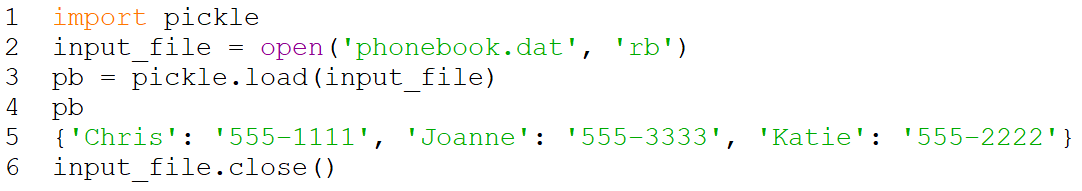 1 import pickle
2 input_file = open('phonebook.dat', 'rb')
3 pb = pickle.load(input_file)
4 pb
5 {'Chris': '555-1111', 'Joanne': '555-3333', 'Katie': '555-2222'}
6 input_file.close()